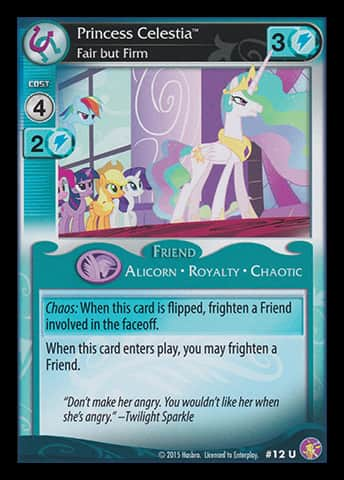 Princess Celestia™
Fair but Firm
3
COST
4
2
FRIEND
ALICORN • ROYALTY • CHAOTIC
Chaos: When this card is flipped, frighten a Friend
involved in the faceoff.
When this card enters play, you may frighten a
Friend.
"Don't make her angry. You wouldn't like her when
she's angry." –Twilight Sparkle
© 2015 Hasbro. Licensed to Enterplay.
#12 U